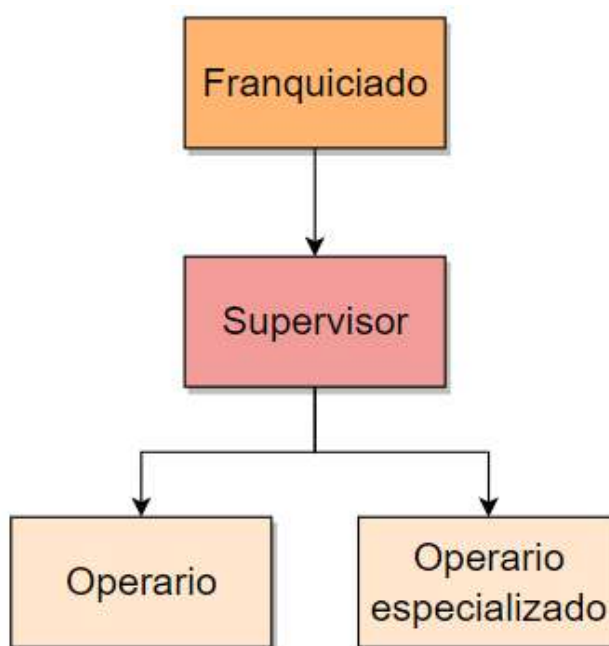 Franquiciado
Supervisor
Operario
Operario
especializado